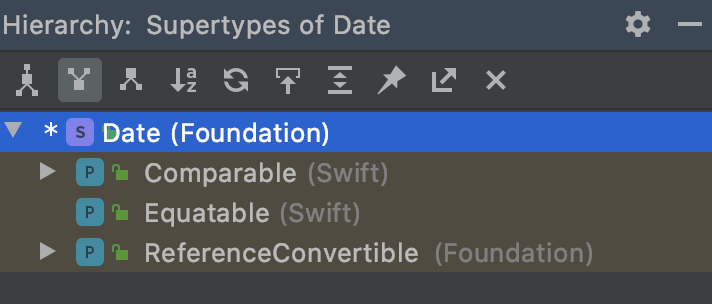 Hierarchy: Supertypes of Date
a
z
* S Date (Foundation)
P Comparable (Swift)
P Equatable (Swift)
P ReferenceConvertible (Foundation)